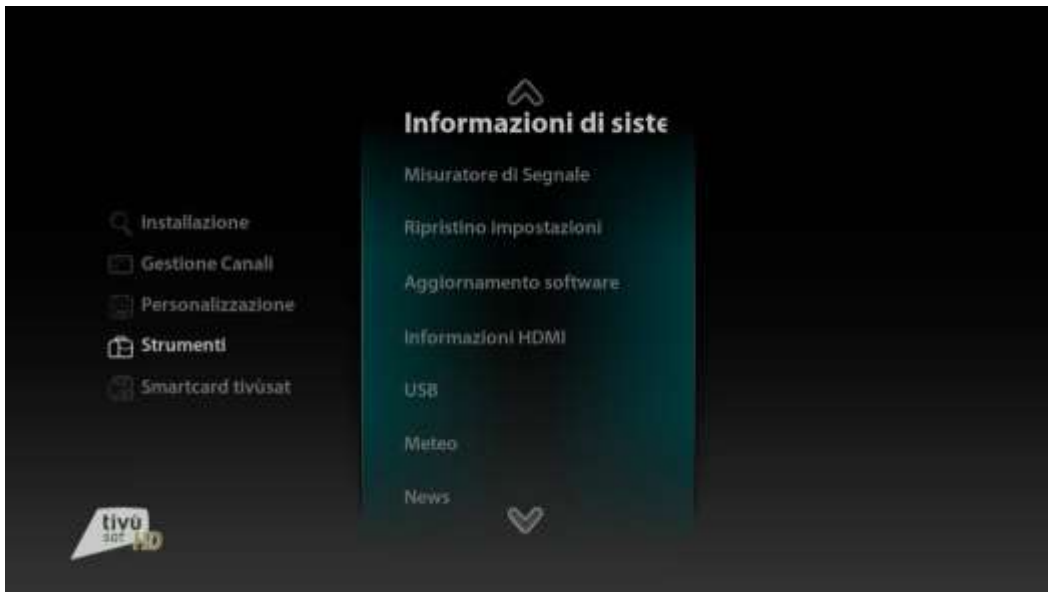 Installazione
Gestione Canali
Personalizzazione
Strumenti
Smartcard tivùsat
Informazioni di siste
Misuratore di Segnale
Ripristino impostazioni
Aggiornamento software
Informazioni HDMI
USB
Meteo
News
tivù
sat HD